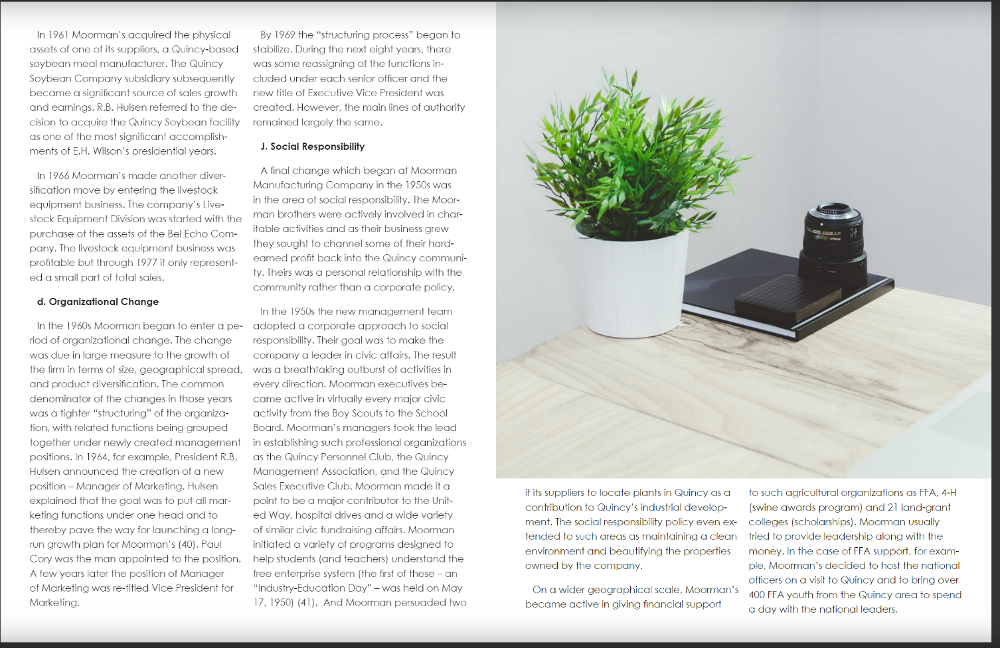 In 1961 Moorman's acquired the physical
assets of one of its suppliers, a Quincy-based
soybean meal manufacturer. The Quincy
Soybean Company subsidiary subsequently
became a significant source of sales growth
and earnings. R.B. Hulsen referred to the de-
cision to acquire the Quincy Soybean facility
as one of the most significant accomplish-
ments of E.H. Wilson's presidential years.
In 1966 Moorman's made another diver-
sification move by entering the livestock
equipment business. The company's Live-
stock Equipment Division was started with the
purchase of the assets of the Bel Echo Com-
pany. The livestock equipment business was
profitable but through 1977 it only represent-
ed a small part of total sales.
d. Organizational Change
In the 1960s Moorman began to enter a pe-
riod of organizational change. The change
was due in large measure to the growth of
the firm in terms of size, geographical spread,
and product diversification. The common
denominator of the changes in those years
was a tighter “structuring” of the organiza-
tion, with related functions being grouped
together under newly created management
positions. In 1964, for example, President R.B.
Hulsen announced the creation of a new
position – Manager of Marketing. Hulsen
explained that the goal was to put all mar-
keting functions under one head and to
thereby pave the way for launching a long-
run growth plan for Moorman's (40). Paul
Cory was the man appointed to the position.
A few years later the position of Manager
of Marketing was re-titled Vice President for
Marketing.
By 1969 the “structuring process” began to
stabilize. During the next eight years, there
was some reassigning of the functions in-
cluded under each senior officer and the
new title of Executive Vice President was
created. However, the main lines of authority
remained largely the same.
J. Social Responsibility
A final change which began at Moorman
Manufacturing Company in the 1950s was
in the area of social responsibility. The Moor-
man brothers were actively involved in char-
itable activities and as their business grew
they sought to channel some of their hard-
earned profit back into the Quincy communi-
ty. Theirs was a personal relationship with the
community rather than a corporate policy.
In the 1950s the new management team
adopted a corporate approach to social
responsibility. Their goal was to make the
company a leader in civic affairs. The result
was a breathtaking outburst of activities in
every direction. Moorman executives be-
came active in virtually every major civic
activity from the Boy Scouts to the School
Board. Moorman's managers took the lead
in establishing such professional organizations
as the Quincy Personnel Club, the Quincy
Management Association, and the Quincy
Sales Executive Club. Moorman made it a
point to be a major contributor to the Unit-
ed Way, hospital drives and a wide variety
of similar civic fundraising affairs. Moorman
initiated a variety of programs designed to
help students (and teachers) understand the
free enterprise system (the first of these – an
“Industry-Education Day” – was held on May
17, 1950) (41).  And Moorman persuaded two
if its suppliers to locate plants in Quincy as a
contribution to Quincy's industrial develop-
ment. The social responsibility policy even ex-
tended to such areas as maintaining a clean
environment and beautifying the properties
owned by the company.
On a wider geographical scale, Moorman's
became active in giving financial support
to such agricultural organizations as FFA, 4-H
(swine awards program) and 21 land-grant
colleges (scholarships). Moorman usually
tried to provide leadership along with the
money. In the case of FFA support, for exam-
ple, Moorman's decided to host the national
officers on a visit to Quincy and to bring over
400 FFA youth from the Quincy area to spend
a day with the national leaders.